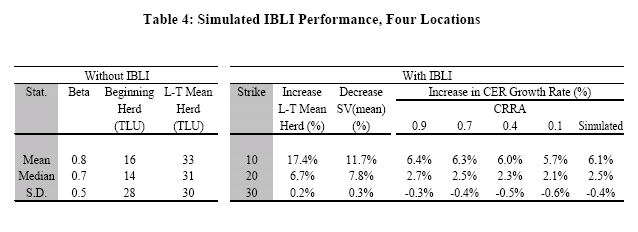 Table 4: Simulated IBLI Performance, Four Locations
Without IBLI With IBLI
Stat. Beta Beginning L-T Mean Strike Increase Decrease Increase in CER Growth Rate (%)
Herd Herd L-T Mean SV(mean) CRRA
(TLU) (TLU) Herd (%) (%) 0.9 0.7 0.4 0.1 Simulated
Mean 0.8 16 33 10 17.4% 11.7% 6.4% 6.3% 6.0% 5.7% 6.1%
Median 0.7 14 31 20 6.7% 7.8% 2.7% 2.5% 2.3% 2.1% 2.5%
S.D. 0.5 28 30 30 0.2% 0.3% -0.3% -0.4% -0.5% -0.6% -0.4%